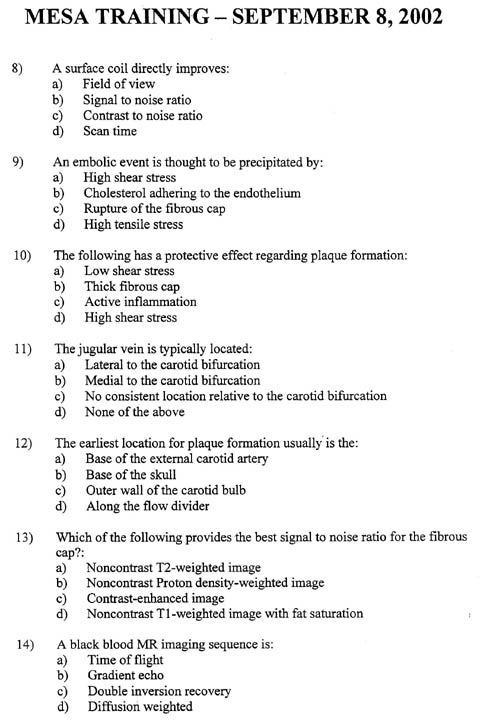 MESA TRAINING – SEPTEMBER 8, 2002
8) A surface coil directly improves:
a) Field of view
b) Signal to noise ratio
c) Contrast to noise ratio
d) Scan time
9) An embolic event is thought to be precipitated by:
a) High shear stress
b) Cholesterol adhering to the endothelium
c) Rupture of the fibrous cap
d) High tensile stress
10) The following has a protective effect regarding plaque formation:
a) Low shear stress
b) Thick fibrous cap
c) Active inflammation
d) High shear stress
11) The jugular vein is typically located:
a) Lateral to the carotid bifurcation
b) Medial to the carotid bifurcation
c) No consistent location relative to the carotid bifurcation
d) None of the above
12) The earliest location for plaque formation usually is the:
a) Base of the external carotid artery
b) Base of the skull
c) Outer wall of the carotid bulb
d) Along the flow divider
13) Which of the following provides the best signal to noise ratio for the fibrous
cap?:
a) Noncontrast T2-weighted image
b) Noncontrast Proton density-weighted image
c) Contrast-enhanced image
d) Noncontrast T1-weighted image with fat saturation
14) A black blood MR imaging sequence is:
a) Time of flight
b) Gradient echo
c) Double inversion recovery
d) Diffusion weighted